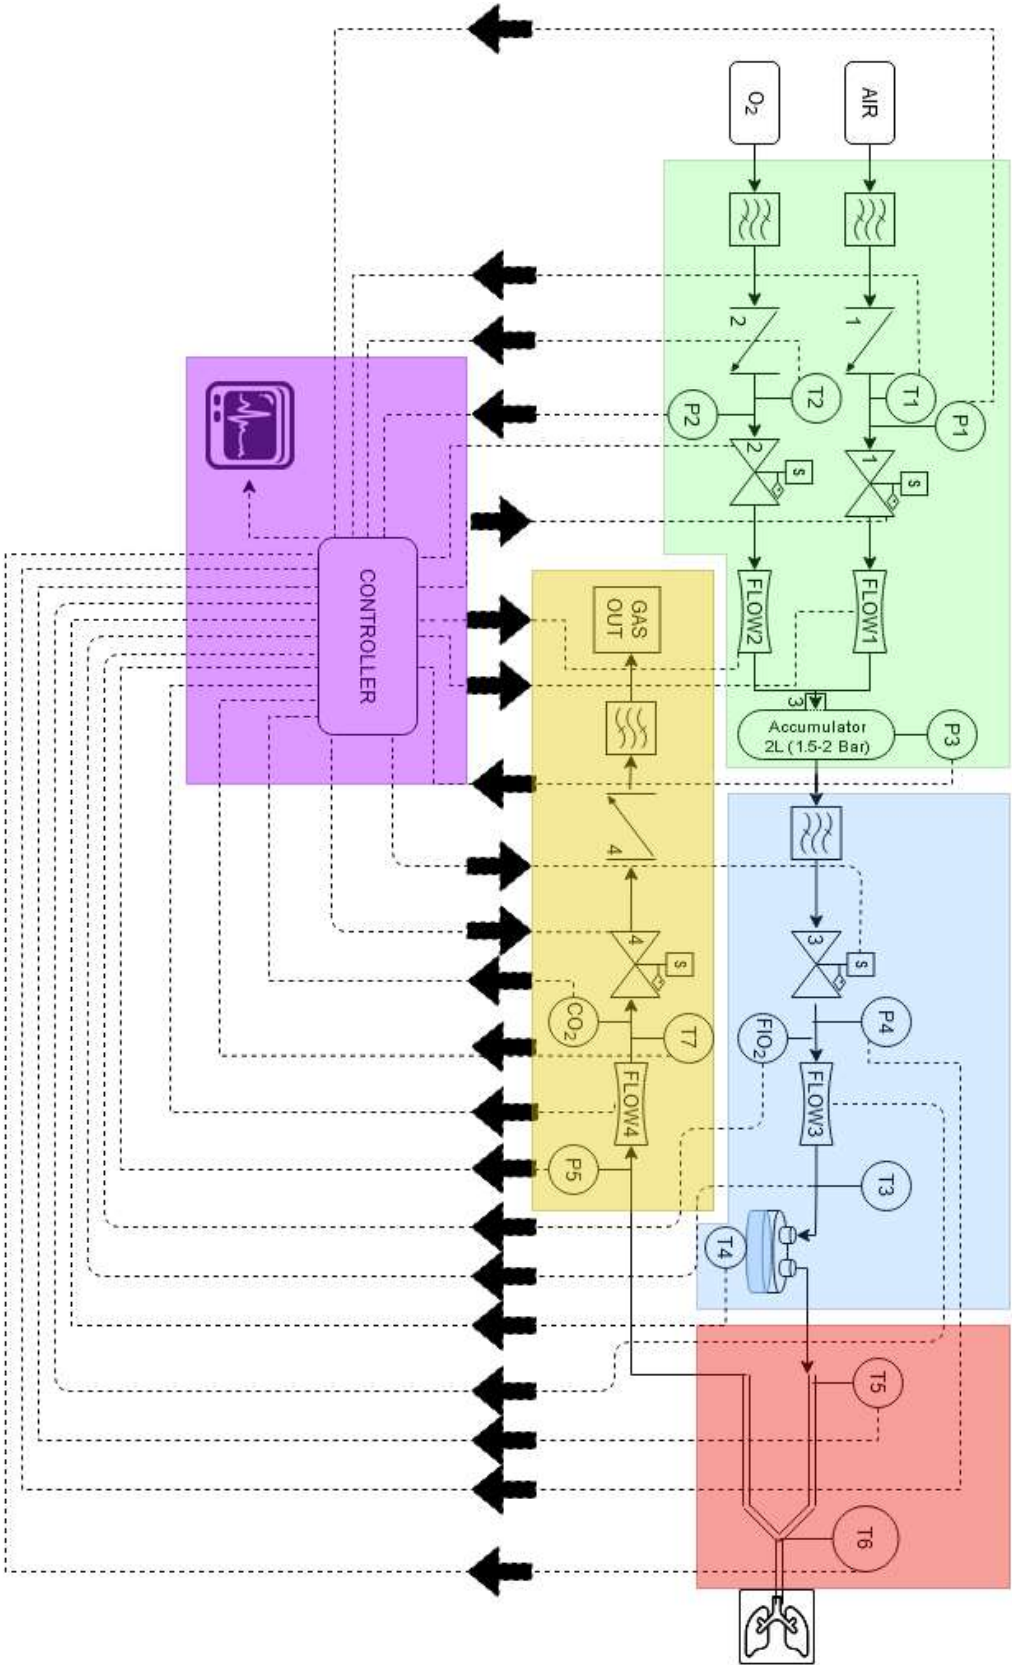 AIR
O₂
1
2
T1
P1
T2
P2
1
S
2
S
FLOW1
FLOW2
3
Accumulator
2L (1.5-2 Bar)
P3
CONTROLLER
GAS
OUT
4
4
S
CO₂
T7
FLOW4
P5
3
S
P4
FIO₂
FLOW3
T3
T4
T5
T6